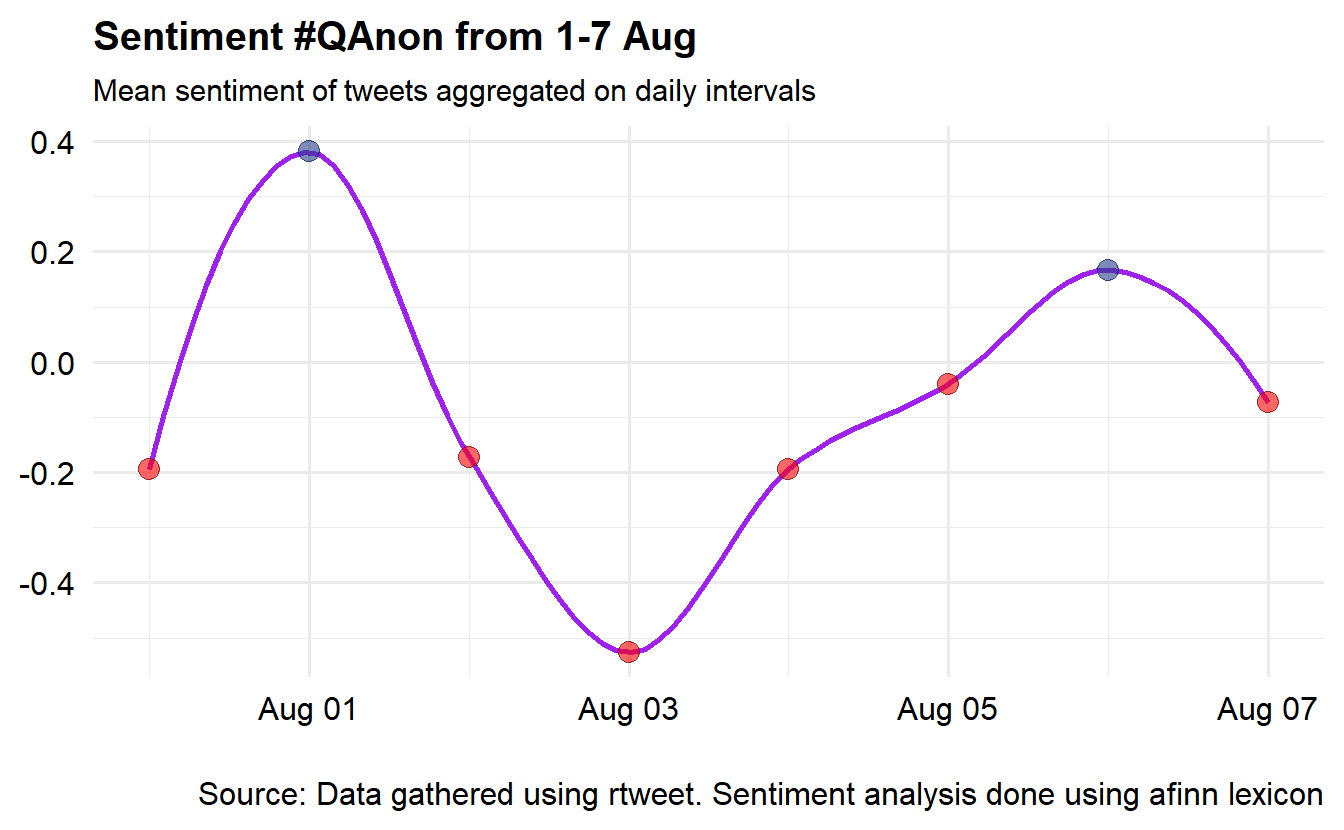 Sentiment #QAnon from 1-7 Aug
Mean sentiment of tweets aggregated on daily intervals
0.4
0.2
0.0
-0.2
-0.4
Aug 01 Aug 03 Aug 05 Aug 07
Source: Data gathered using rtweet. Sentiment analysis done using afinn lexicon